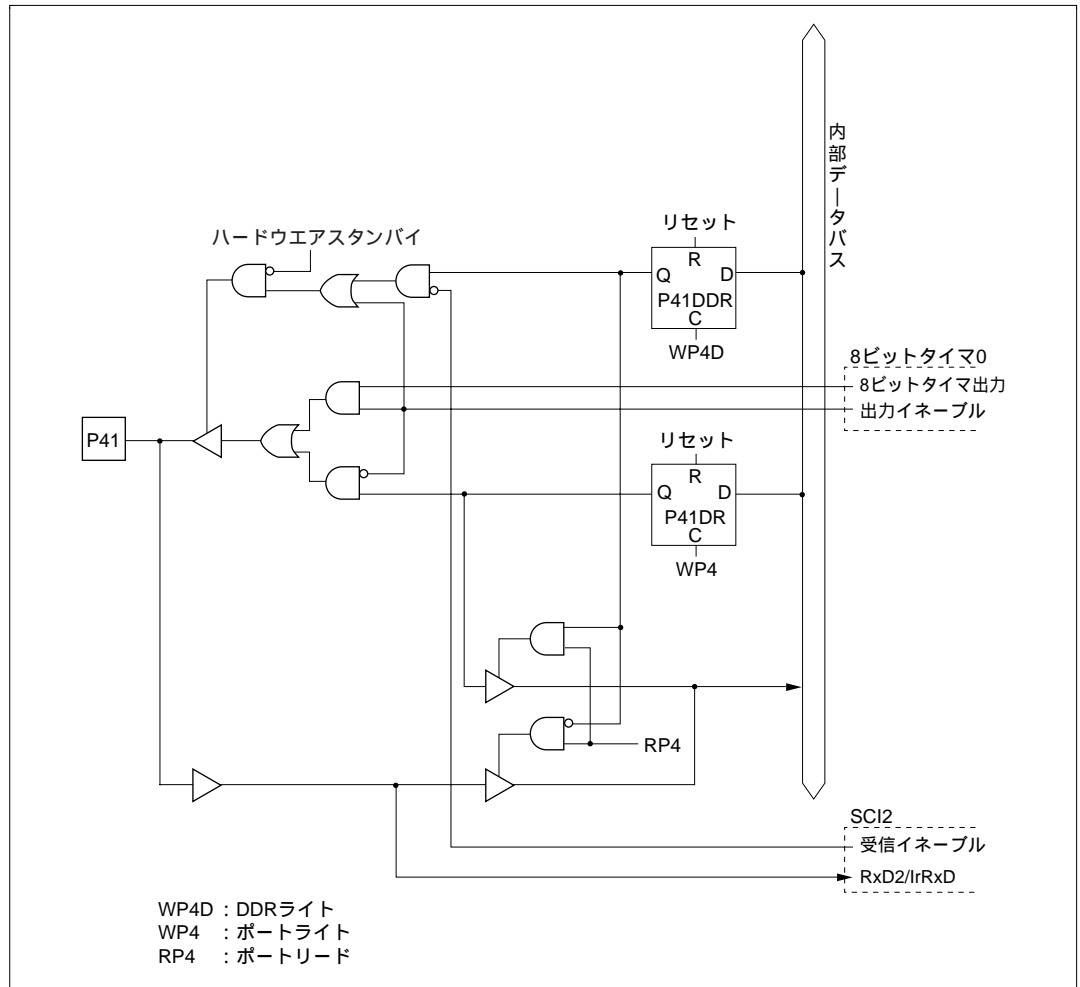 内部データバス
リセット
ハードウエアスタンバイ
R
Q D
P41DDR
C
WP4D
8ビットタイマ0
8ビットタイマ出力
出力イネーブル
P41
リセット
R
Q D
P41DR
C
WP4
RP4
SCI2
受信イネーブル
RxD2/IrRxD
WP4D : DDRライト
WP4 : ポートライト
RP4 : ポートリード